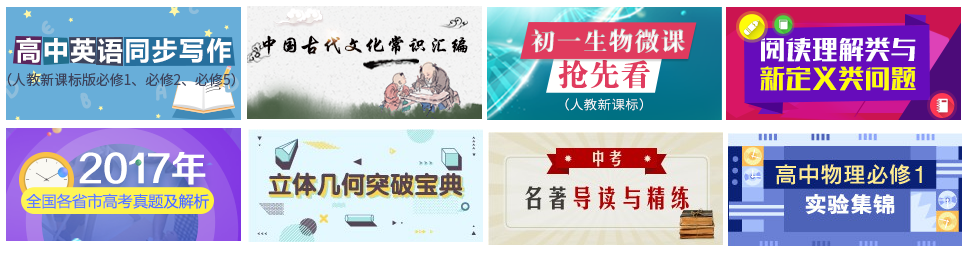 高中英语同步写作
(人教新课标版必修1、必修2、必修5)
中国古代文化常识汇编
初一生物微课
抢先看
(人教新课标)
阅读理解类与
新定义类问题
2017年
全国各省市高考真题及解析
立体几何突破宝典
中考
名著导读与精练
高中物理必修1
实验集锦